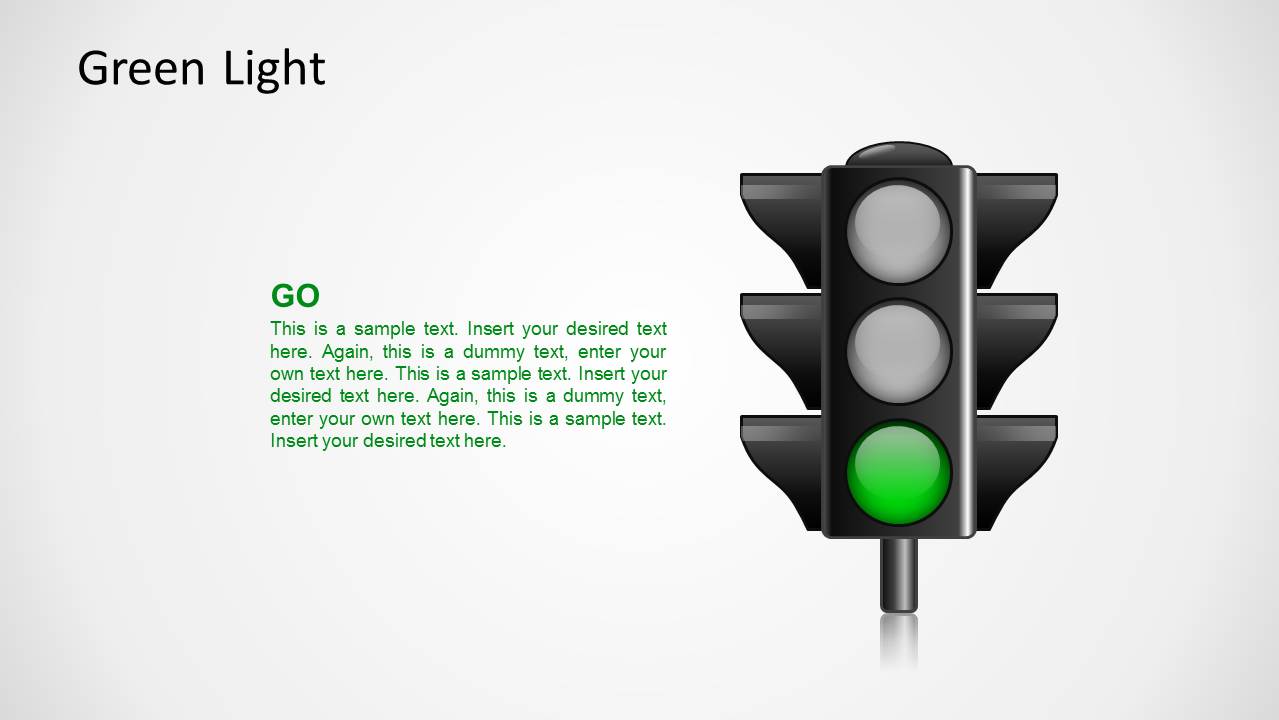 Green Light
GO
This is a sample text. Insert your desired text
here. Again, this is a dummy text, enter your
own text here. This is a sample text. Insert your
desired text here. Again, this is a dummy text,
enter your own text here. This is a sample text.
Insert your desired text here.